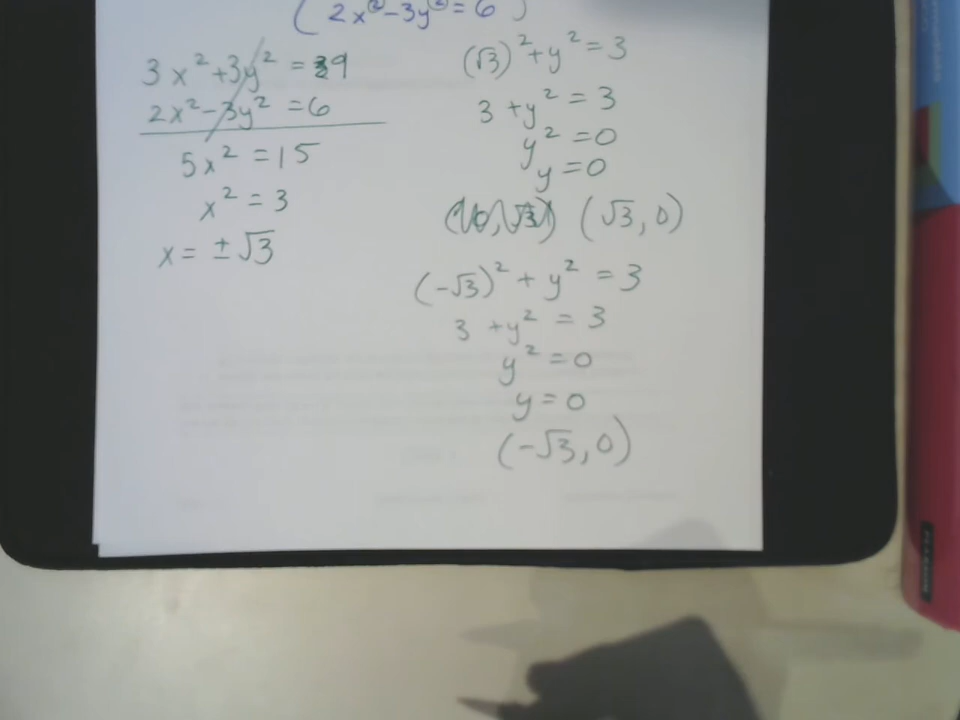 ( 2x²-3y²=6 )
3x²+3y²=9
2x²-3y²=6
5x²=15
x²=3
x=±√3
(√3)²+y²=3
3+y²=3
y²=0
y=0
(√3,0)
(-√3)²+y²=3
3+y²=3
y²=0
y=0
(-√3,0)